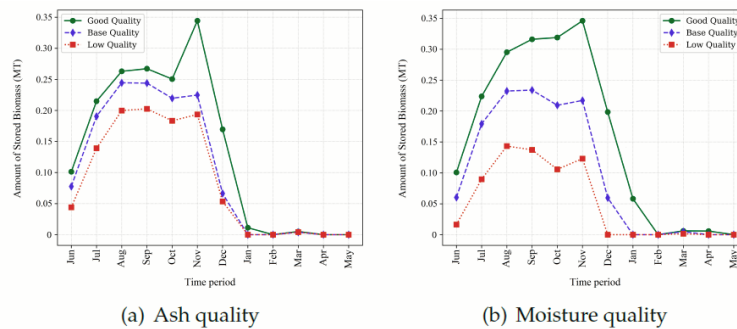 0.35
0.30
0.25
0.20
0.15
0.10
0.05
0
Amount of Stored Biomass (MT)
Good Quality
Base Quality
Low Quality
Jun
Jul
Aug
Sep
Oct
Nov
Dec
Jan
Feb
Mar
Apr
May
Time period
(a) Ash quality
0.35
0.30
0.25
0.20
0.15
0.10
0.05
0
Amount of Stored Biomass (MT)
Good Quality
Base Quality
Low Quality
Jun
Jul
Aug
Sep
Oct
Nov
Dec
Jan
Feb
Mar
Apr
May
Time period
(b) Moisture quality